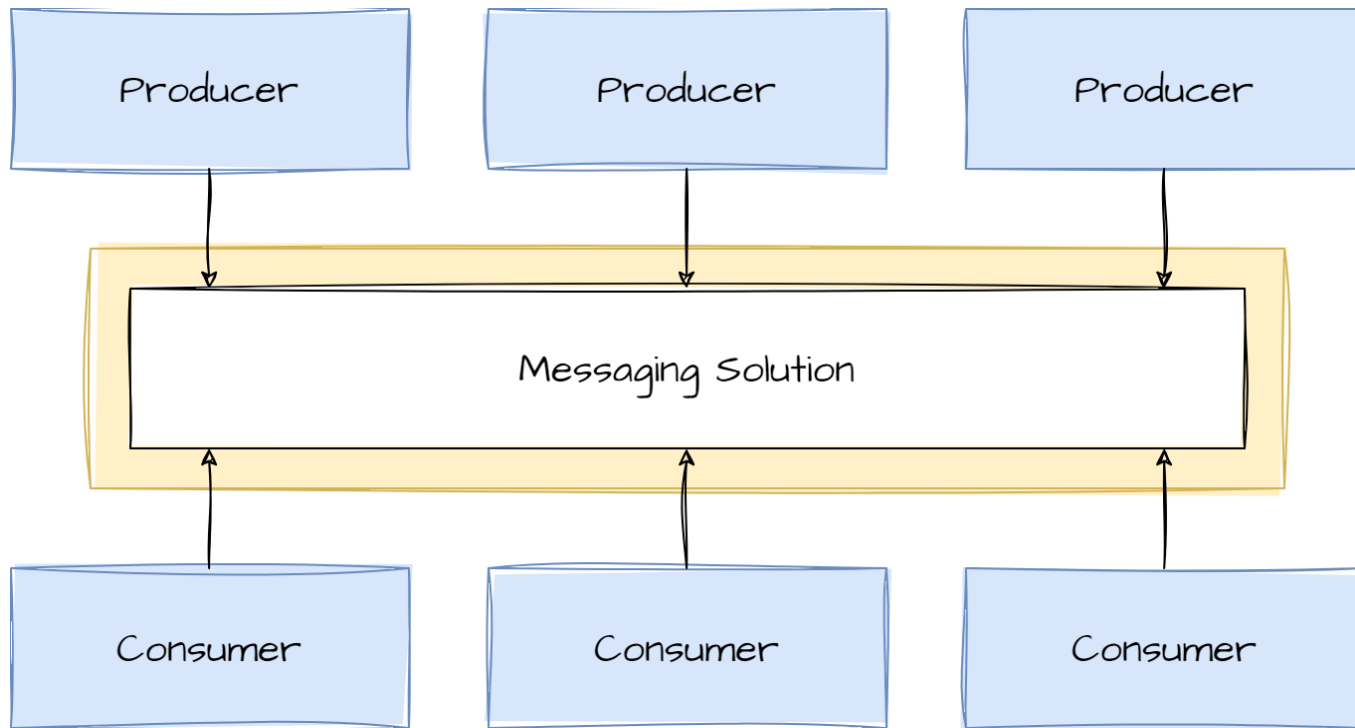 Producer
Producer
Producer
Messaging Solution
Consumer
Consumer
Consumer